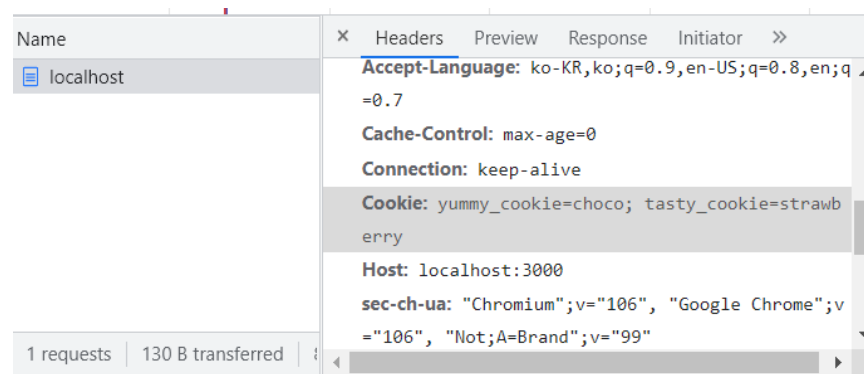 Name
localhost
1 requests
130 B transferred
× Headers Preview Response Initiator »
Accept-Language: ko-KR,ko;q=0.9,en-US;q=0.8,en;q
=0.7
Cache-Control: max-age=0
Connection: keep-alive
Cookie: yummy_cookie=choco; tasty_cookie=strawb
erry
Host: localhost:3000
sec-ch-ua: "Chromium";v="106", "Google Chrome";v
="106", "Not;A=Brand";v="99"